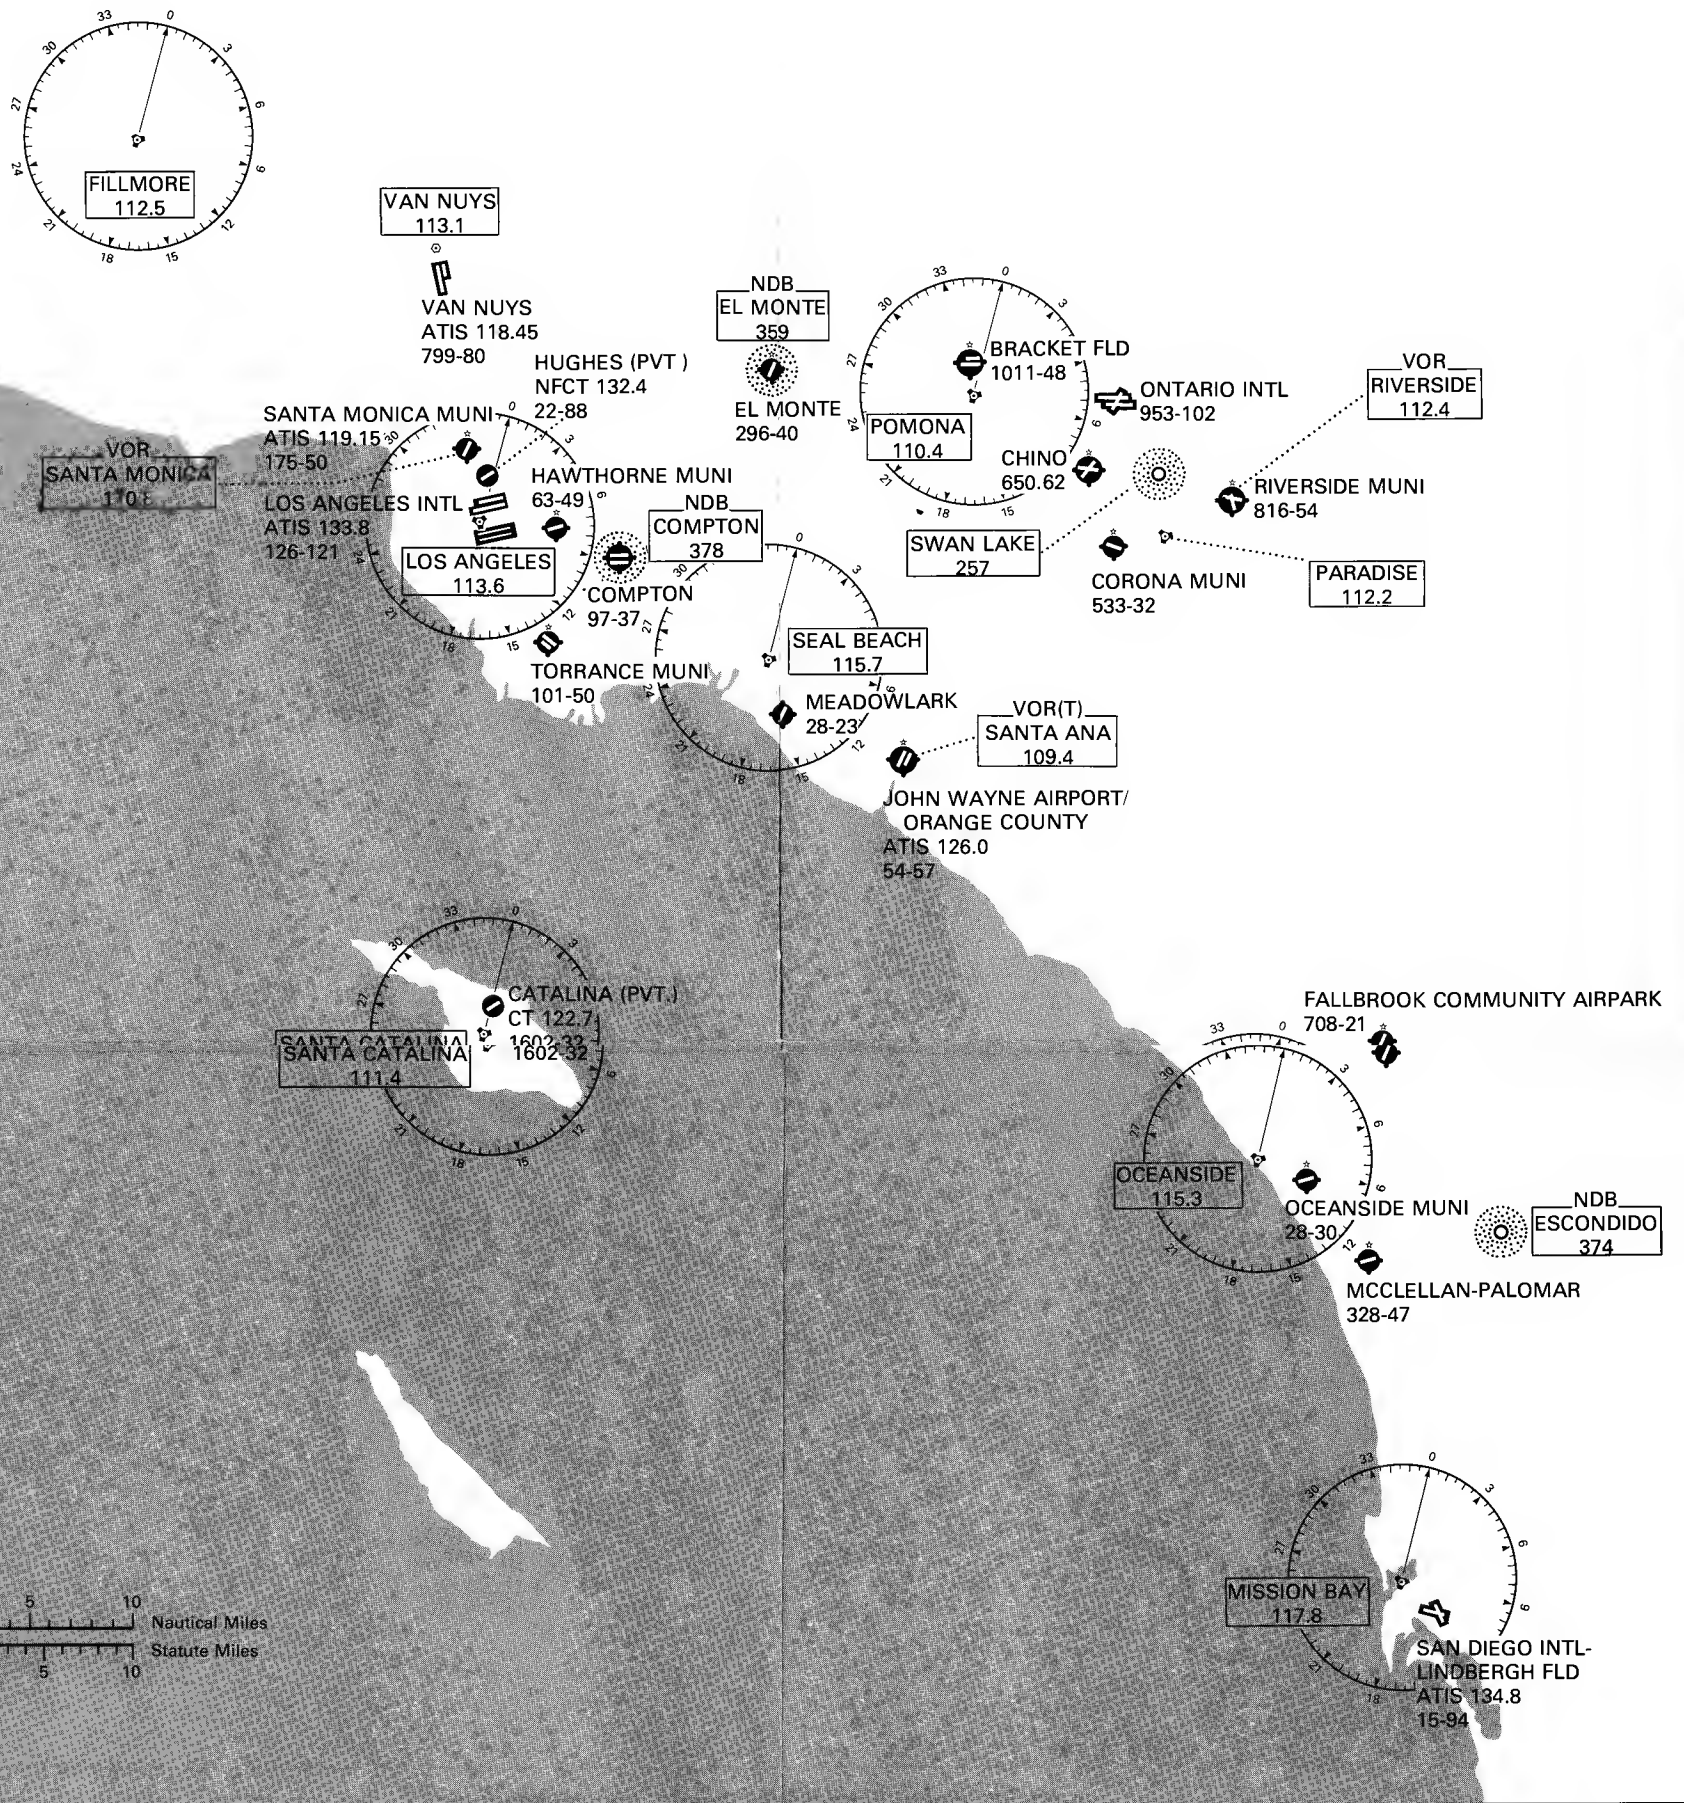 FILLMORE
112.5
VAN NUYS
113.1
VAN NUYS
ATIS 118.45
799-80
NDB
EL MONTE
359
EL MONTE
296-40
HUGHES (PVT )
NFCT 132.4
22-88
SANTA MONICA MUNI
ATIS 119.15
175-50
VOR
SANTA MONICA
LOS ANGELES INTL
ATIS 133.8
126-121
LOS ANGELES
113.6
HAWTHORNE MUNI
63-49
NDB
COMPTON
378
COMPTON
97-37
TORRANCE MUNI
101-50
BRACKET FLD
1011-48
POMONA
110.4
ONTARIO INTL
953-102
CHINO
650.62
VOR
RIVERSIDE
112.4
RIVERSIDE MUNI
816-54
SWAN LAKE
257
CORONA MUNI
533-32
PARADISE
112.2
SEAL BEACH
115.7
MEADOWLARK
28-23
VOR(T)
SANTA ANA
109.4
JOHN WAYNE AIRPORT/
ORANGE COUNTY
ATIS 126.0
54-57
CATALINA (PVT.)
CT 122.7
1602-32
1602-32
SANTA CATALINA
SANTA CATALINA
111.4
FALLBROOK COMMUNITY AIRPARK
708-21
OCEANSIDE
115.3
OCEANSIDE MUNI
28-30
NDB
ESCONDIDO
374
MCCLELLAN-PALOMAR
328-47
MISSION BAY
117.8
SAN DIEGO INTL-
LINDBERGH FLD
ATIS 134.8
15-94
5 10
Nautical Miles
Statute Miles
5 10